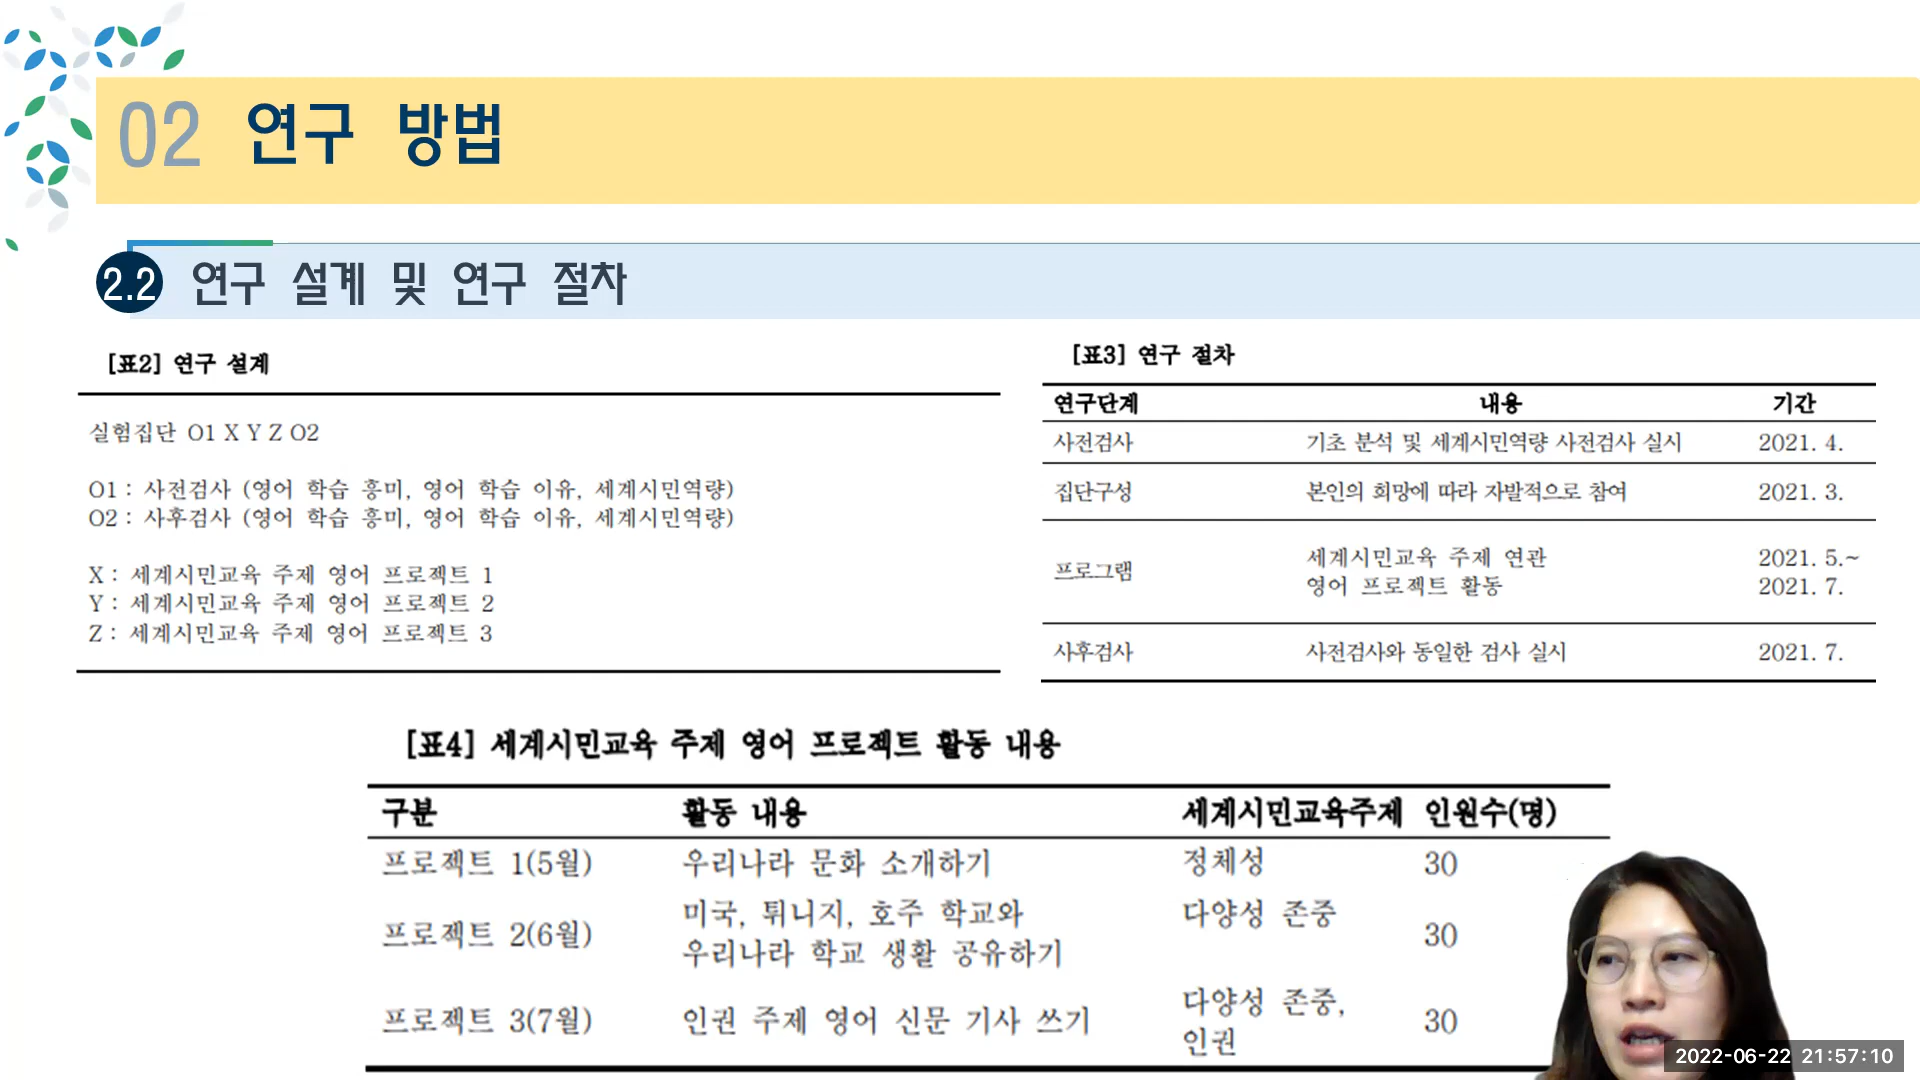 02 연구 방법
2.2 연구 설계 및 연구 절차
[표2] 연구 설계
실험집단 O1 X Y Z O2
O1 : 사전검사 (영어 학습 흥미, 영어 학습 이유, 세계시민역량)
O2 : 사후검사 (영어 학습 흥미, 영어 학습 이유, 세계시민역량)
X : 세계시민교육 주제 영어 프로젝트 1
Y : 세계시민교육 주제 영어 프로젝트 2
Z : 세계시민교육 주제 영어 프로젝트 3
[표3] 연구 절차
연구단계 내용 기간
사전검사 기초 분석 및 세계시민역량 사전검사 실시 2021. 4.
집단구성 본인의 희망에 따라 자발적으로 참여 2021. 3.
프로그램 세계시민교육 주제 연관 2021. 5.~
영어 프로젝트 활동 2021. 7.
사후검사 사전검사와 동일한 검사 실시 2021. 7.
[표4] 세계시민교육 주제 영어 프로젝트 활동 내용
구분 활동 내용 세계시민교육주제 인원수(명)
프로젝트 1(5월) 우리나라 문화 소개하기 정체성 30
프로젝트 2(6월) 미국, 튀니지, 호주 학교와 다양성 존중 30
우리나라 학교 생활 공유하기
프로젝트 3(7월) 인권 주제 영어 신문 기사 쓰기 다양성 존중, 30
인권
2022-06-22 21:57:10